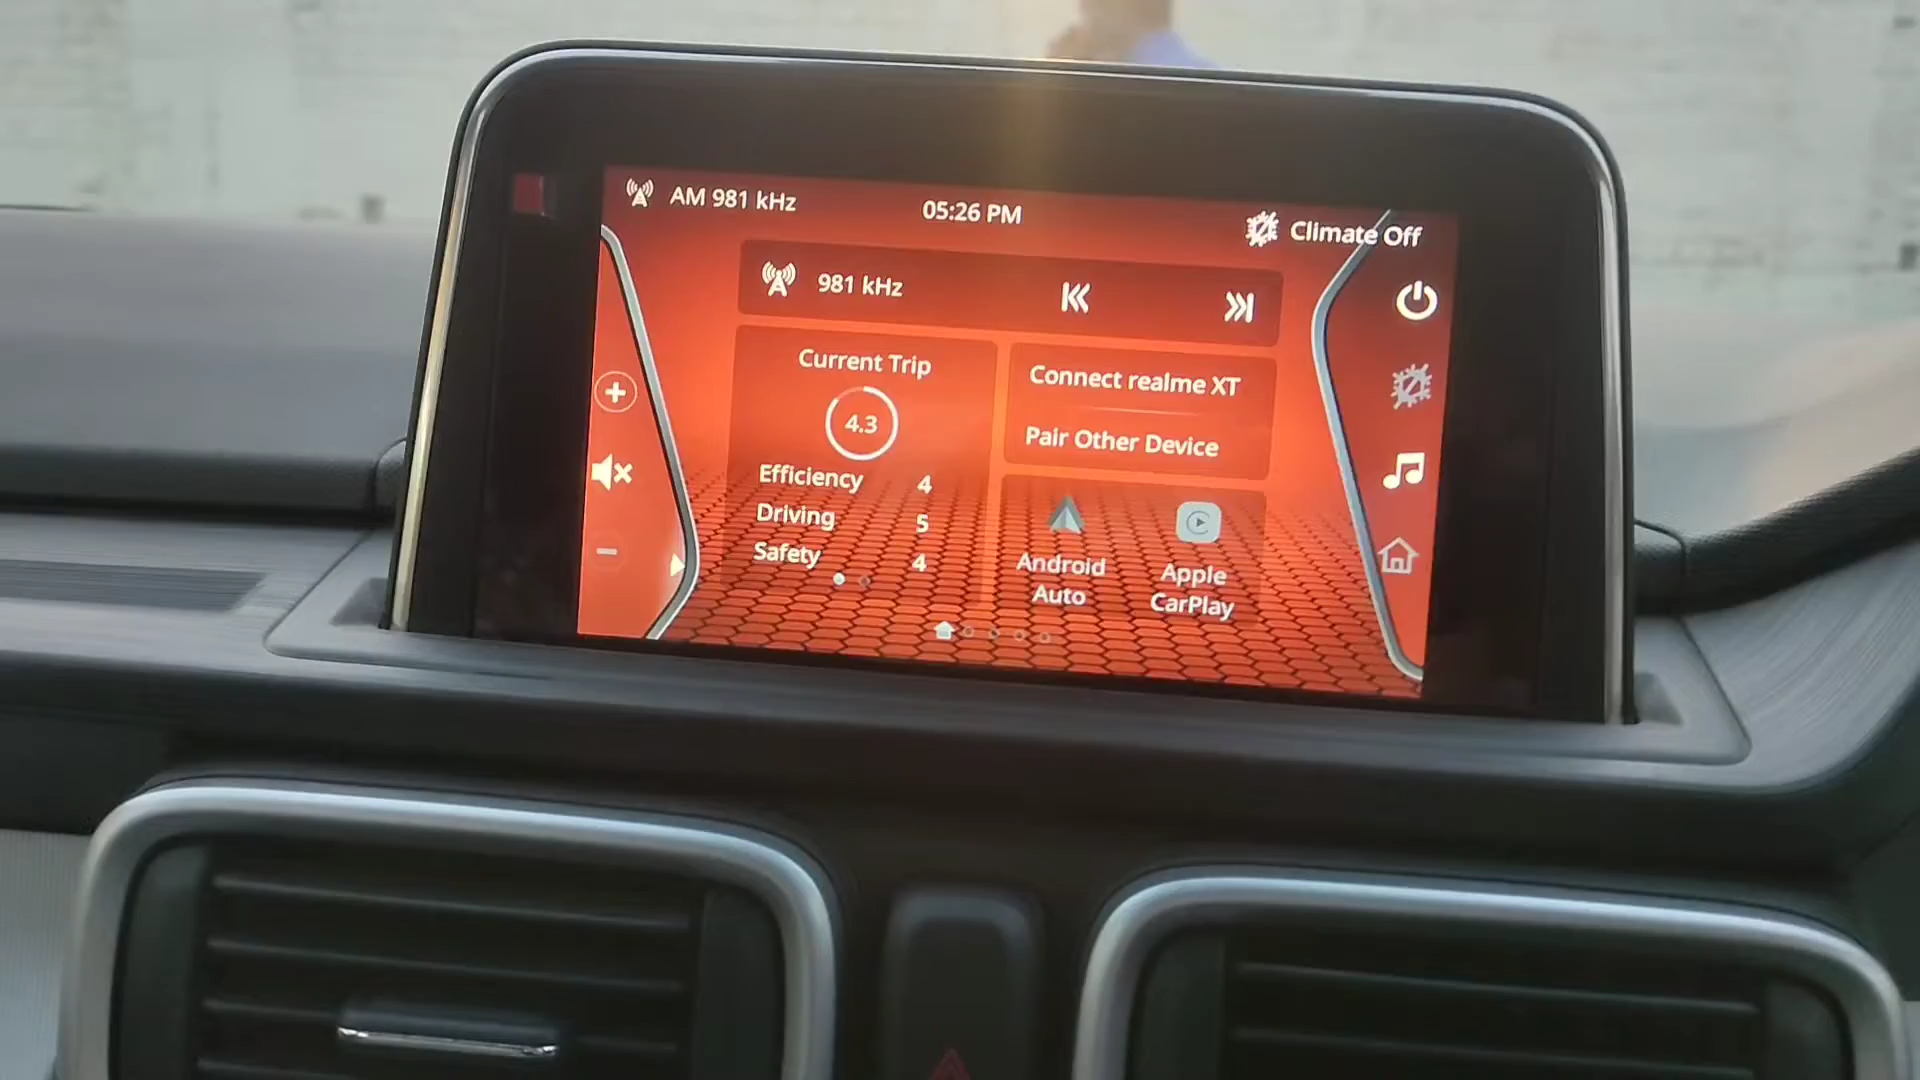 AM 981 kHz
05:26 PM
Climate Off
981 kHz
Current Trip
4.3
Efficiency 4
Driving 5
Safety 4
Connect realme XT
Pair Other Device
Android
Auto
Apple
CarPlay